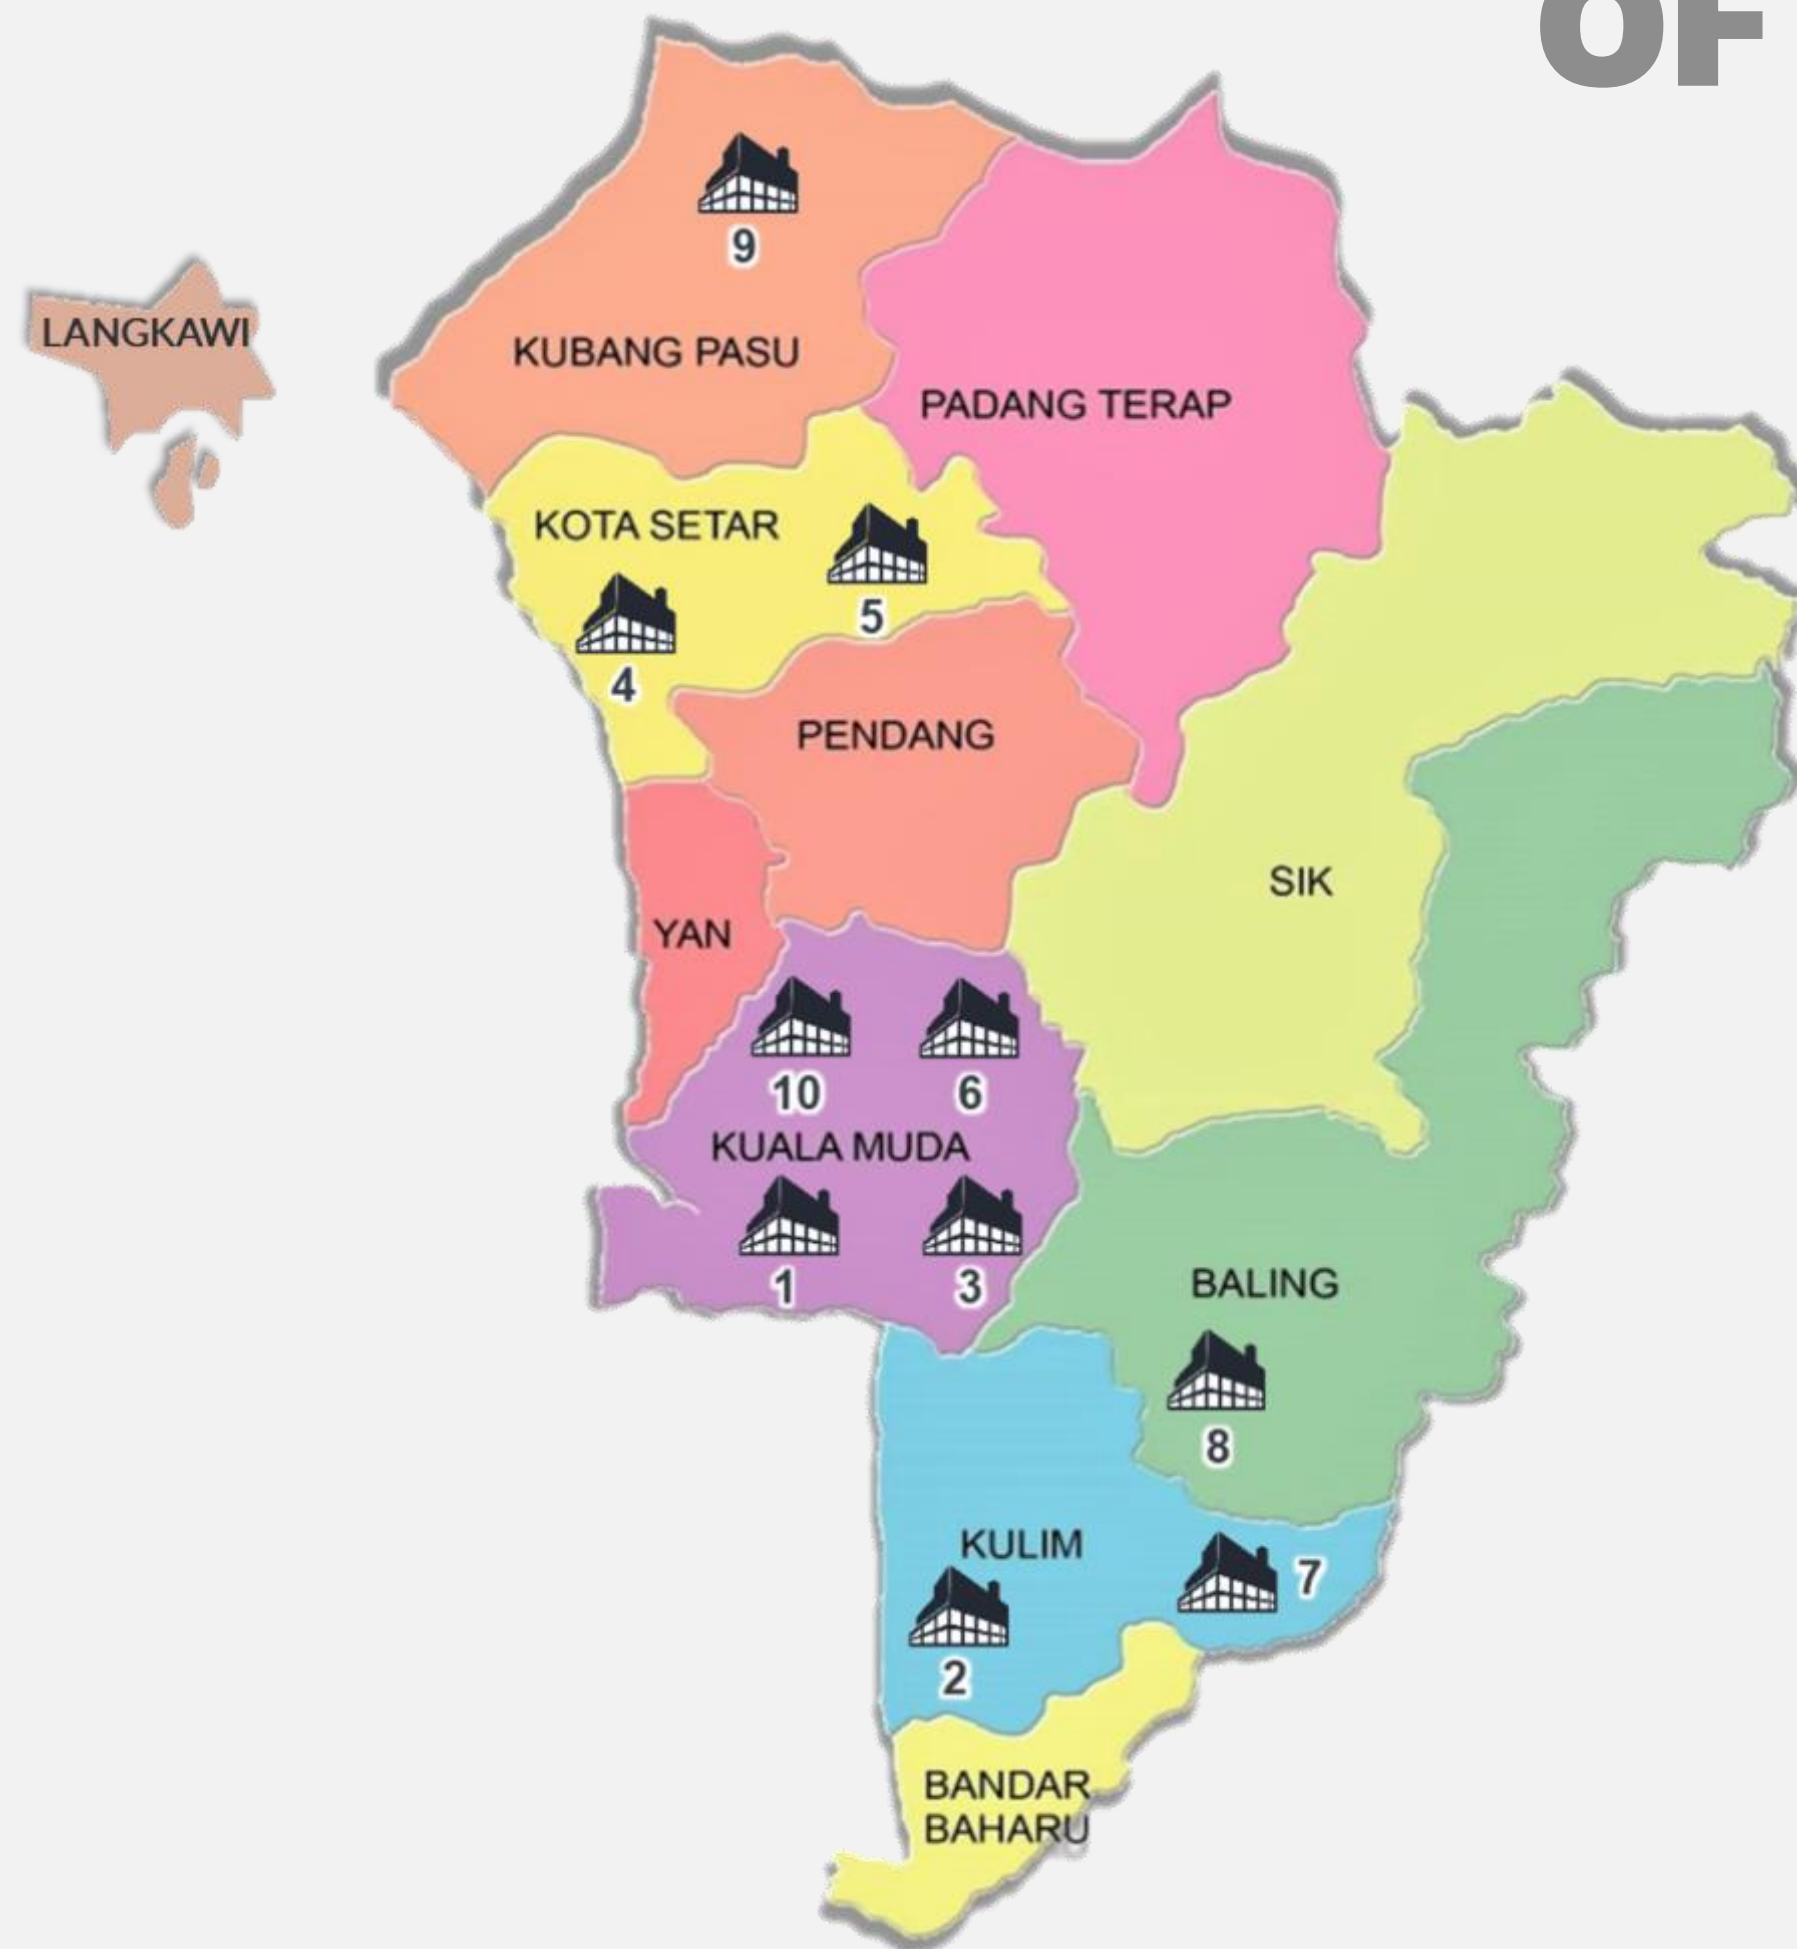 OF
9
LANGKAWI
KUBANG PASU
PADANG TERAP
KOTA SETAR
5
4
PENDANG
SIK
YAN
10
6
KUALA MUDA
1
3
BALING
8
KULIM
7
2
BANDAR
BAHARU